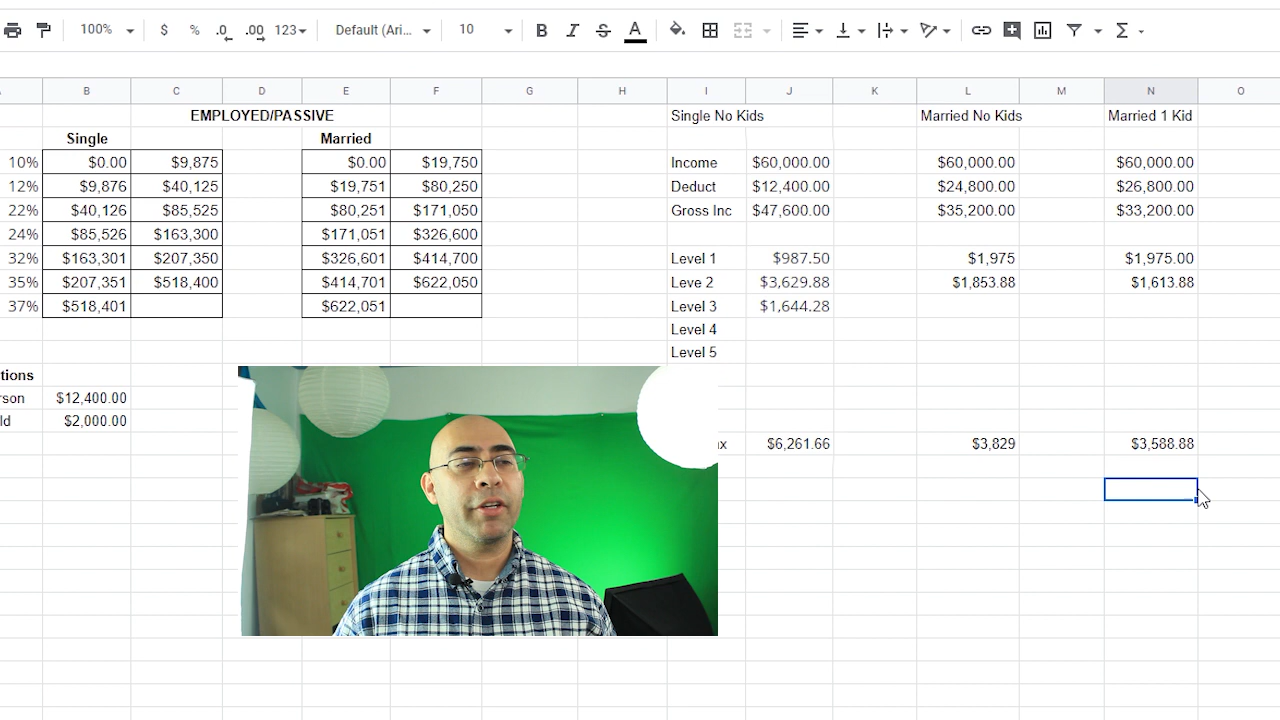 100% $ % .0 .00 123 Default (Ari... 10 B I S A Σ
A B C D E F G H I J K L M N O
EMPLOYED/PASSIVE Single No Kids Married No Kids Married 1 Kid
Single Married
10% $0.00 $9,875 $0.00 $19,750 Income $60,000.00 $60,000.00 $60,000.00
12% $9,876 $40,125 $19,751 $80,250 Deduct $12,400.00 $24,800.00 $26,800.00
22% $40,126 $85,525 $80,251 $171,050 Gross Inc $47,600.00 $35,200.00 $33,200.00
24% $85,526 $163,300 $171,051 $326,600
32% $163,301 $207,350 $326,601 $414,700 Level 1 $987.50 $1,975 $1,975.00
35% $207,351 $518,400 $414,701 $622,050 Leve 2 $3,629.88 $1,853.88 $1,613.88
37% $518,401 $622,051 Level 3 $1,644.28
Level 4
Level 5
tions
rson $12,400.00
ld $2,000.00
ax $6,261.66 $3,829 $3,588.88